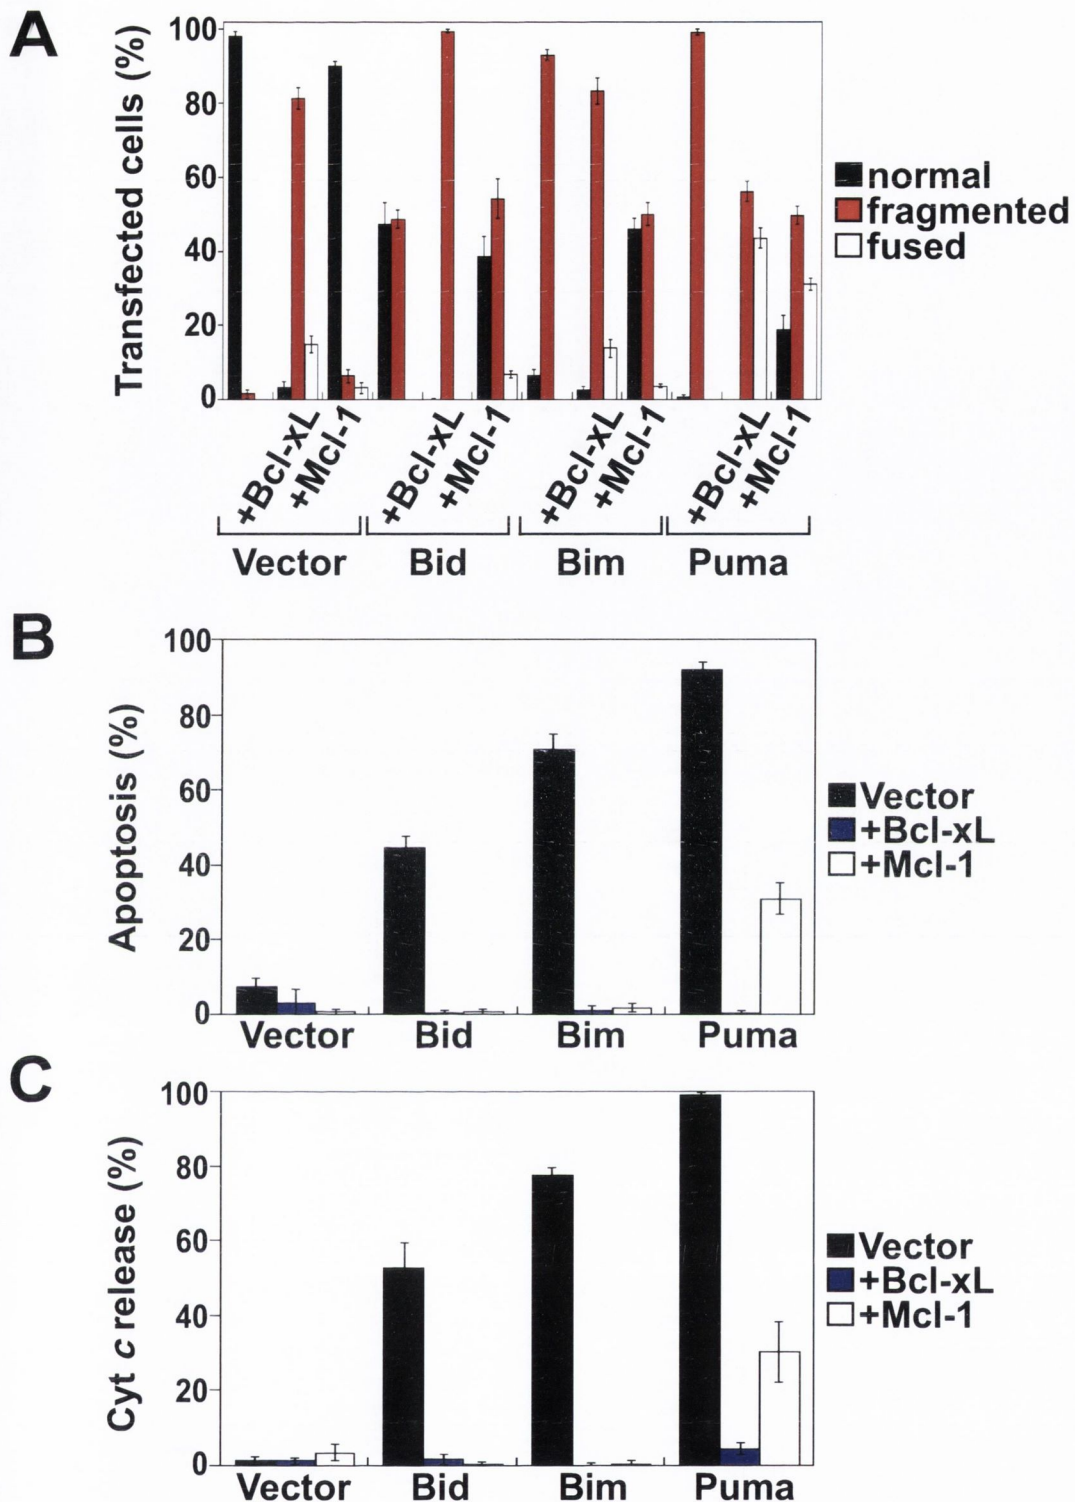 A
Transfected cells (%)
100
80
60
40
20
0
normal
fragmented
fused
+Bcl-xL
+Mcl-1
+Bcl-xL
+Mcl-1
+Bcl-xL
+Mcl-1
+Bcl-xL
+Mcl-1
Vector
Bid
Bim
Puma
B
Apoptosis (%)
100
80
60
40
20
0
Vector
+Bcl-xL
+Mcl-1
Vector
Bid
Bim
Puma
C
Cyt c release (%)
100
80
60
40
20
0
Vector
+Bcl-xL
+Mcl-1
Vector
Bid
Bim
Puma